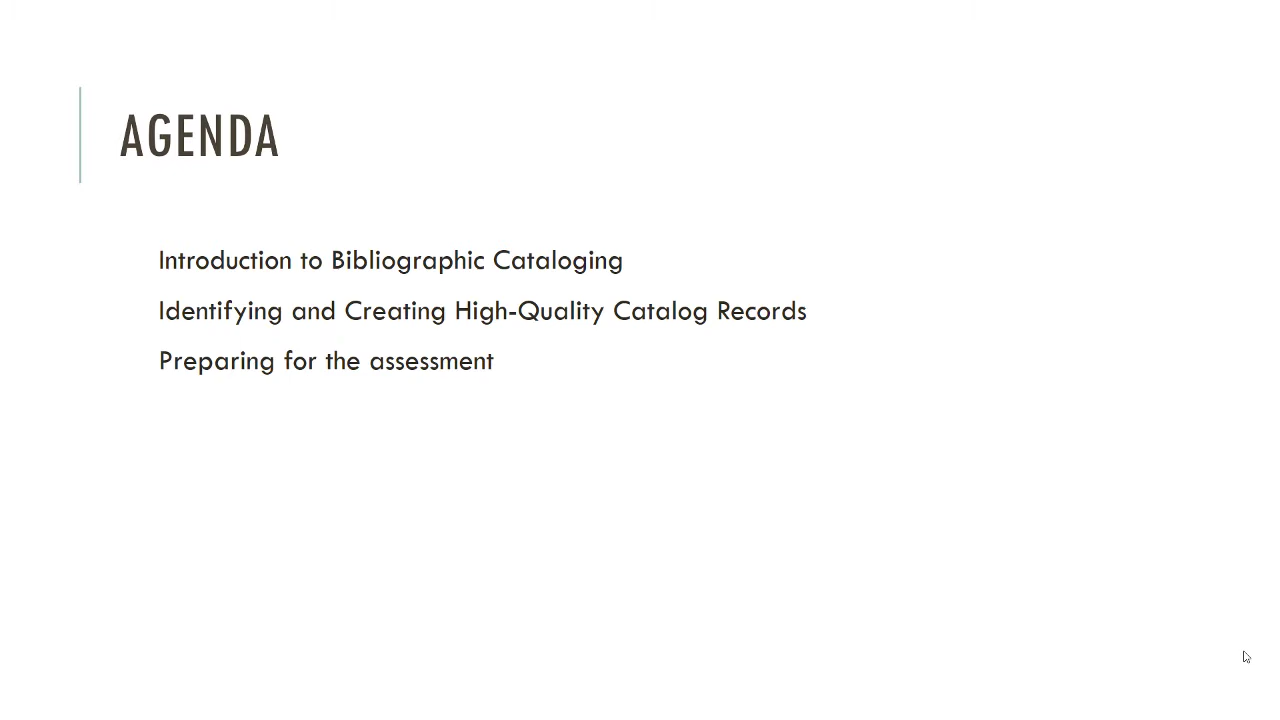 AGENDA
Introduction to Bibliographic Cataloging
Identifying and Creating High-Quality Catalog Records
Preparing for the assessment